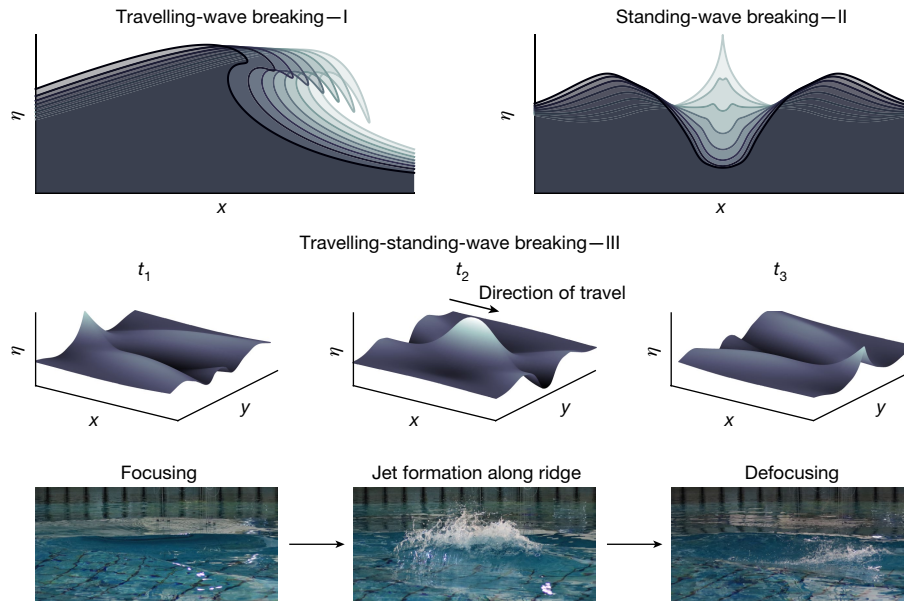 Travelling-wave breaking—I
Standing-wave breaking—II
η
x
η
x
Travelling-standing-wave breaking—III
t1
t2
t3
Direction of travel
η
x
y
η
x
y
η
x
y
Focusing
Jet formation along ridge
Defocusing